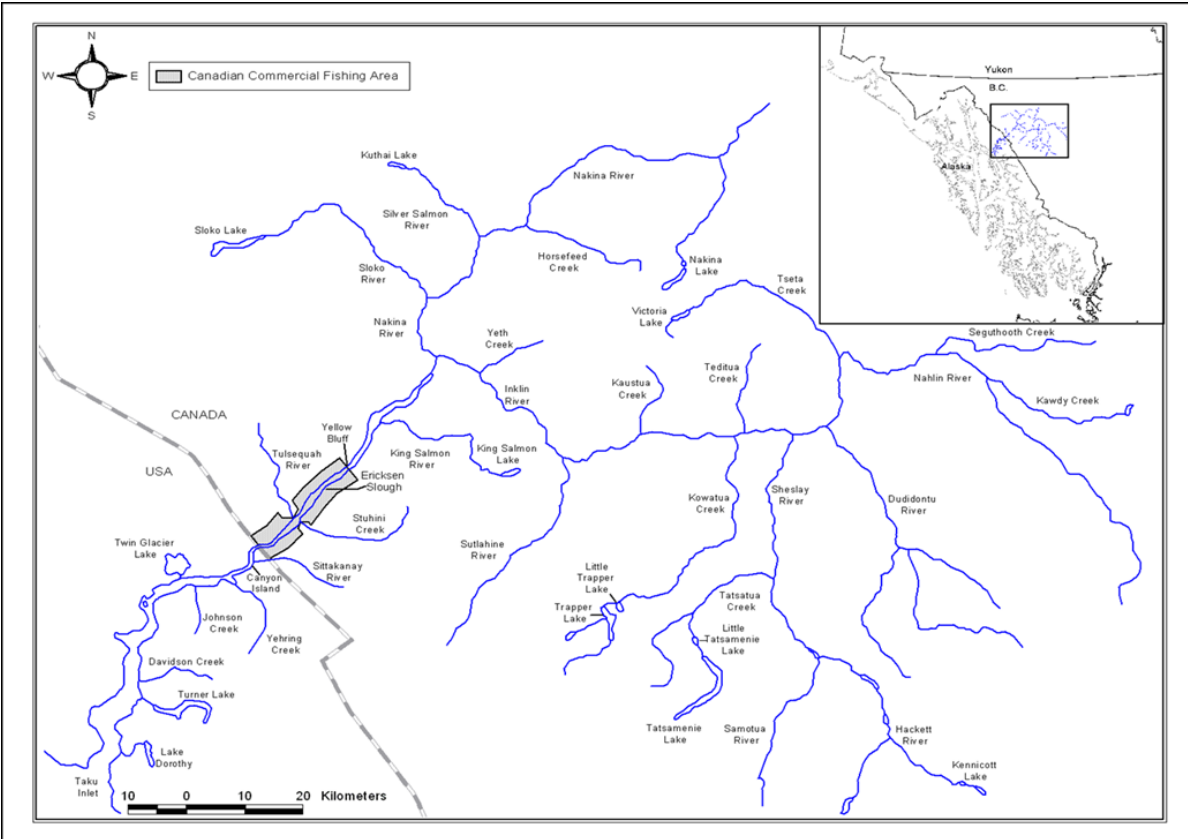 N
W
E
S
Canadian Commercial Fishing Area
Yukon
B.C.
Alaska
Kuthai Lake
Nakina River
Silver Salmon
River
Sloko Lake
Horsefeed
Creek
Nakina
Lake
Sloko
River
Tseta
Creek
Victoria
Lake
Nakina
River
Yeth
Creek
Seguthooth Creek
Teditua
Creek
Nahlin River
Kaustua
Creek
Inklin
River
Kawdy Creek
CANADA
Yellow
Bluff
USA
Tulsequah
River
King Salmon
River
King Salmon
Lake
Ericksen
Slough
Sheslay
River
Kowatua
Creek
Dudidontu
River
Stuhini
Creek
Twin Glacier
Lake
Sutlahine
River
Sittakanay
River
Canyon
Island
Little
Trapper
Lake
Tatsatua
Creek
Trapper
Lake
Johnson
Creek
Little
Tatsamenie
Lake
Yehring
Creek
Davidson Creek
Turner Lake
Tatsamenie
Lake
Samotua
River
Hackett
River
Lake
Dorothy
Kennicott
Lake
Taku
Inlet
10 0 10 20 Kilometers